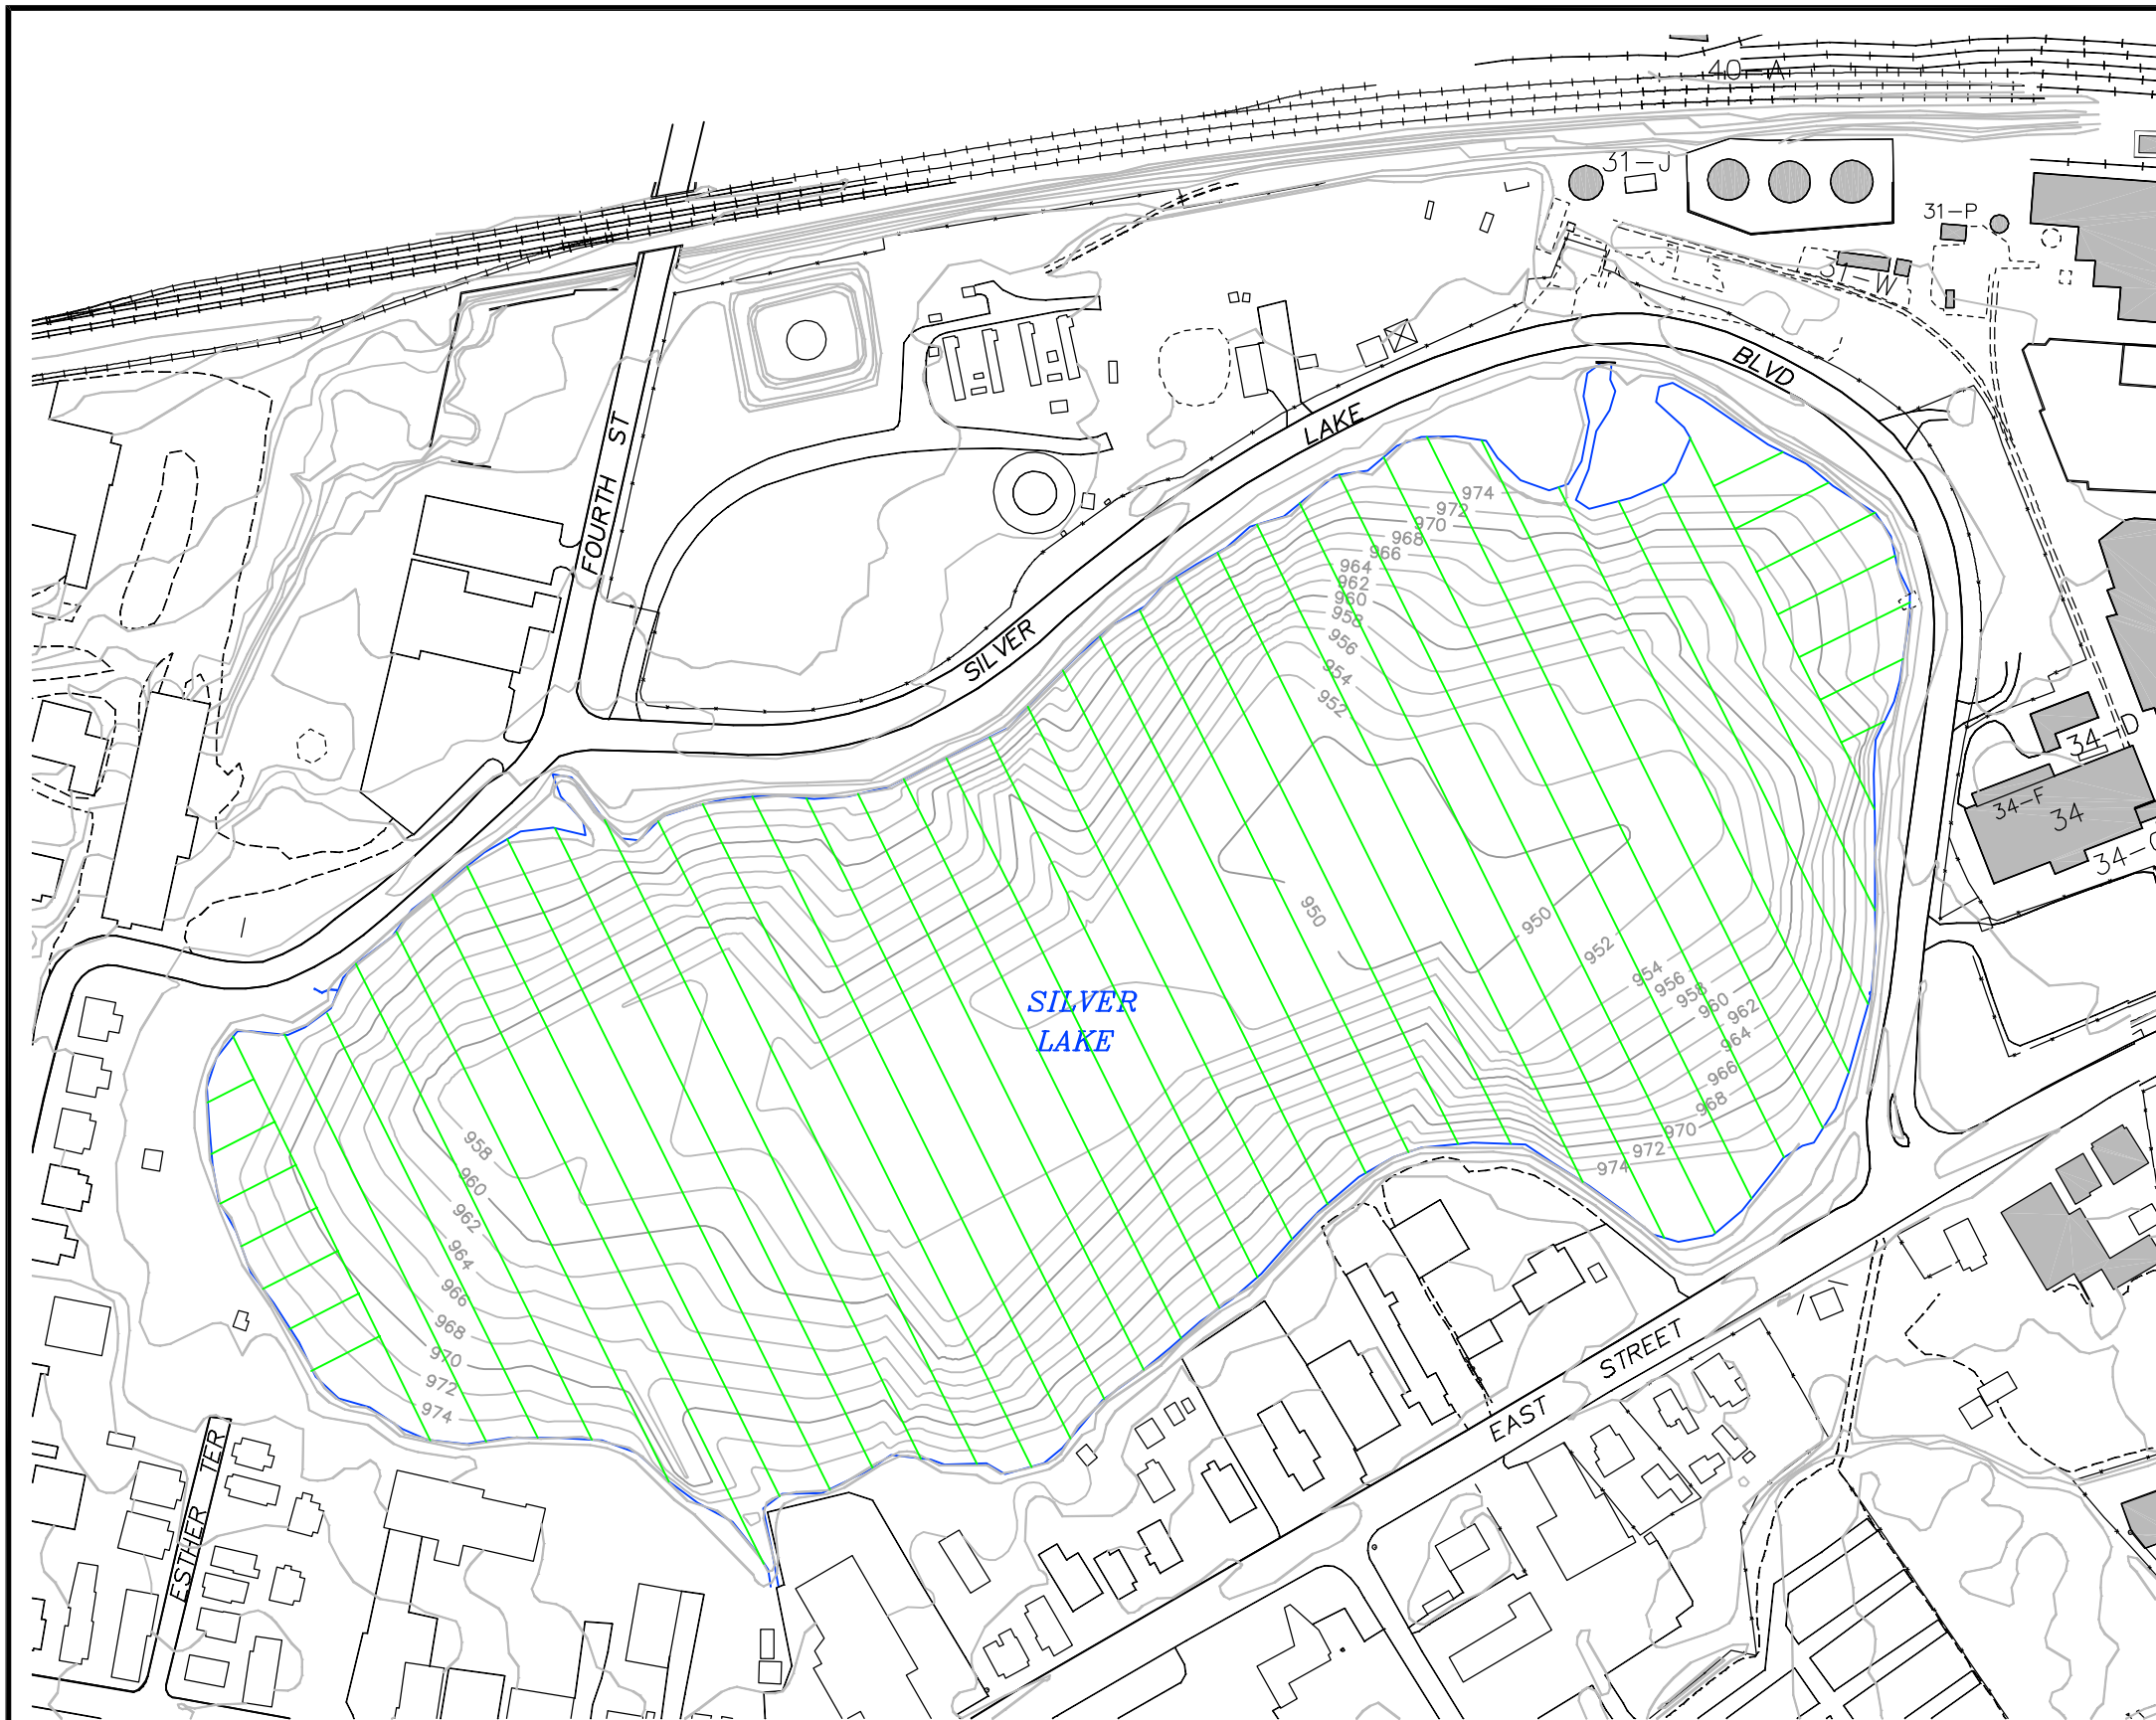 40-A
31-J
31-P
31-W
BLVD
LAKE
FOURTH ST
SILVER
974
972
970
968
966
964
962
960
958
956
954
952
34-D
34-F
34
950
950
952
954
956
958
960
962
964
966
968
970
972
974
SILVER
LAKE
958
960
962
964
966
968
970
972
974
EAST STREET
ESTHER TER